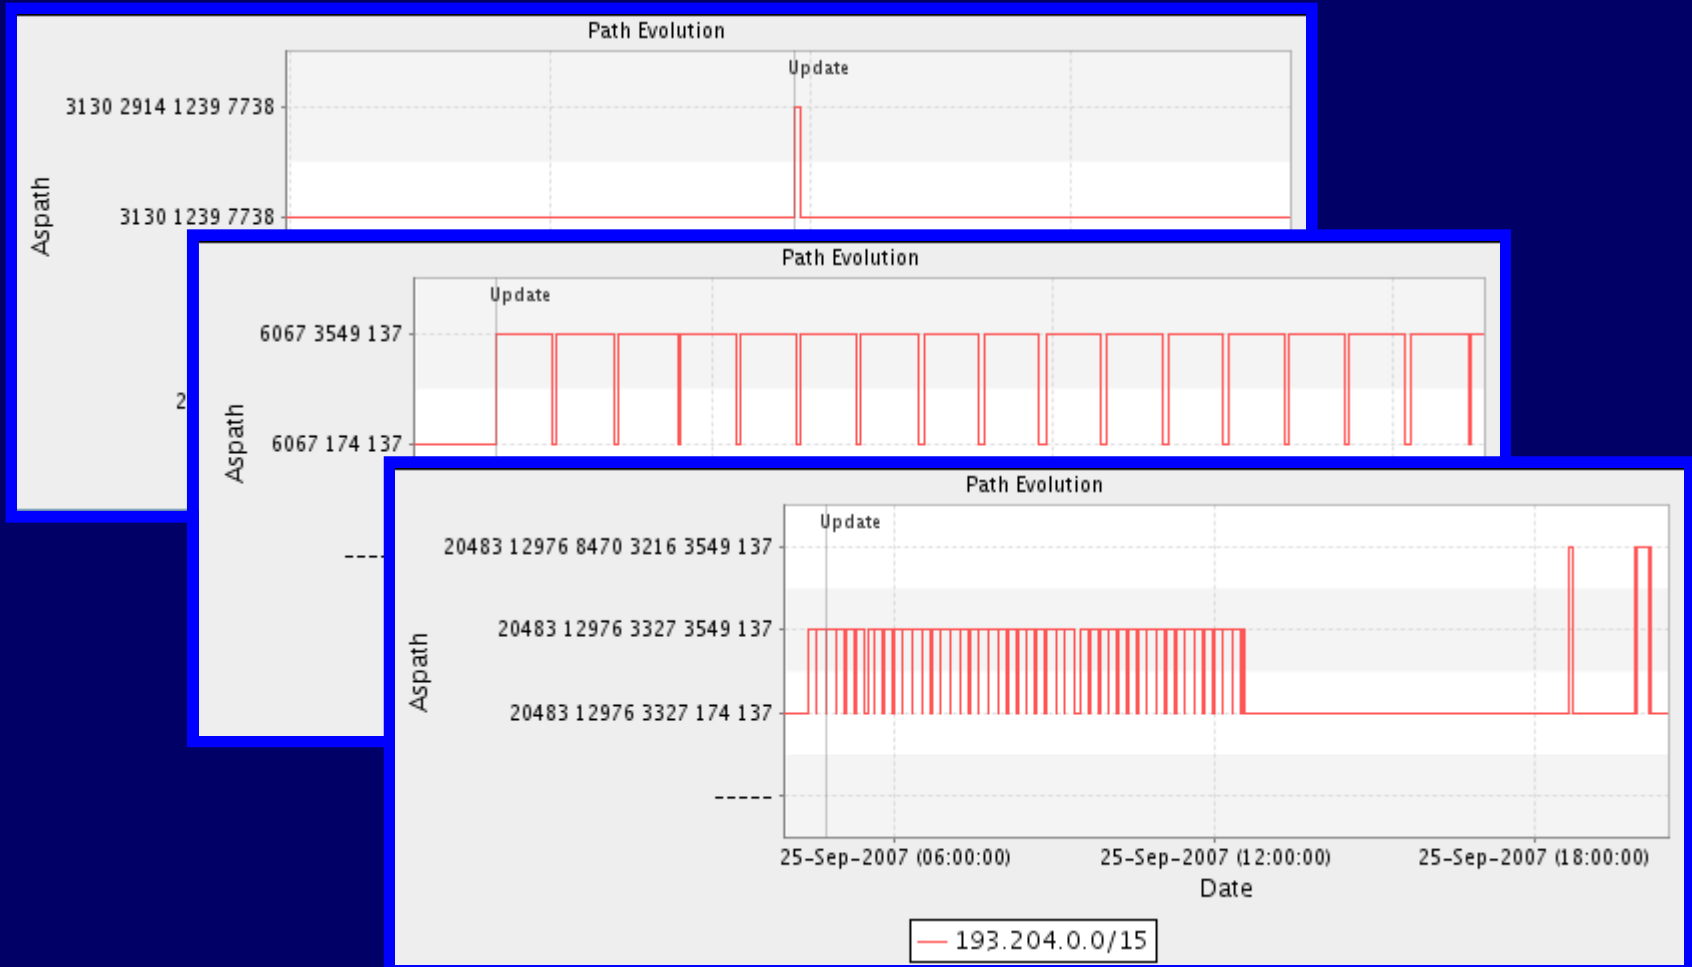 Path Evolution
Update
3130 2914 1239 7738
3130 1239 7738
Aspath
2
Path Evolution
Update
6067 3549 137
6067 174 137
Aspath
----
Path Evolution
Update
20483 12976 8470 3216 3549 137
20483 12976 3327 3549 137
20483 12976 3327 174 137
-----
Aspath
25-Sep-2007 (06:00:00) 25-Sep-2007 (12:00:00) 25-Sep-2007 (18:00:00)
Date
193.204.0.0/15